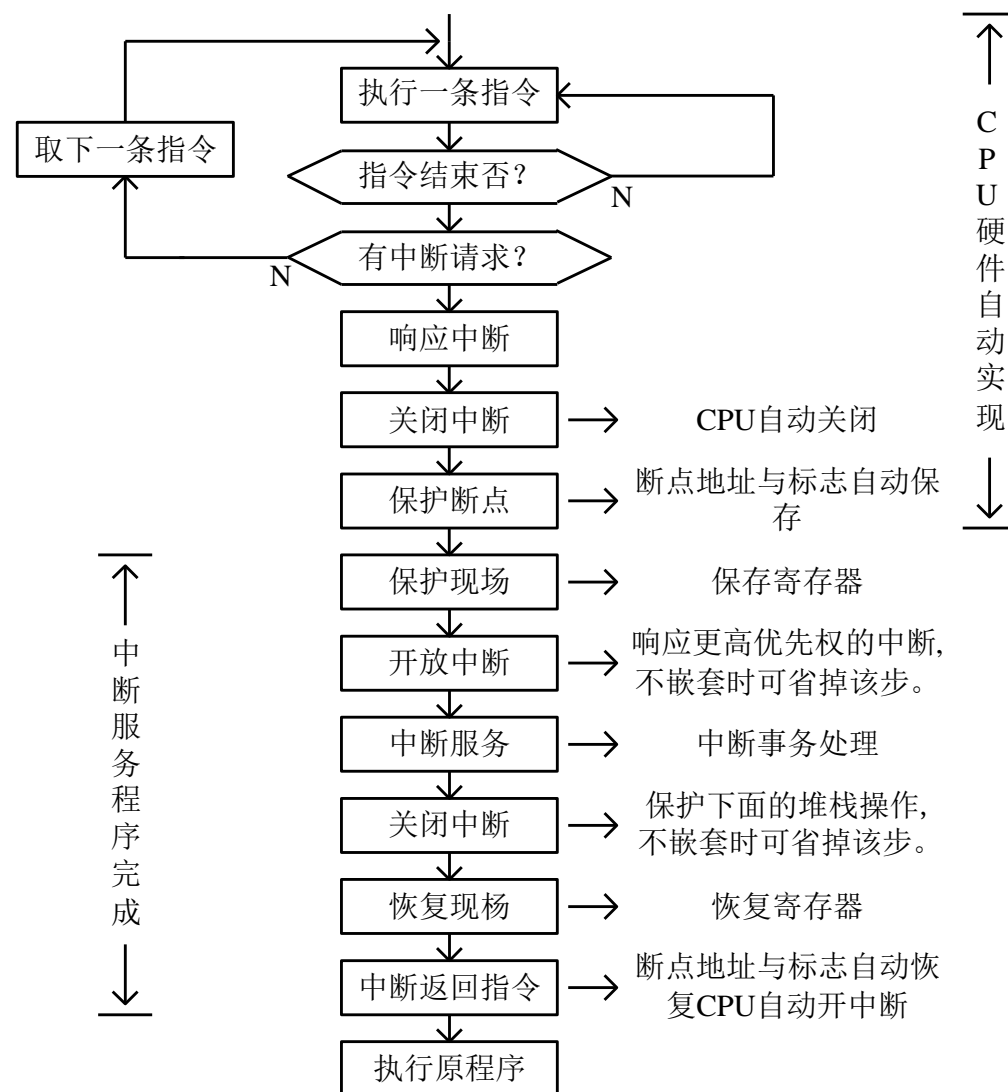 执行一条指令
取下一条指令
指令结束否？
N
有中断请求？
N
响应中断
关闭中断
CPU自动关闭
保护断点
断点地址与标志自动保
存
CPU硬件自动实现
保护现场
保存寄存器
开放中断
响应更高优先权的中断,
不嵌套时可省掉该步。
中断服务
中断事务处理
关闭中断
保护下面的堆栈操作,
不嵌套时可省掉该步。
恢复现杨
恢复寄存器
中断返回指令
断点地址与标志自动恢
复CPU自动开中断
中断服务程序完成
执行原程序